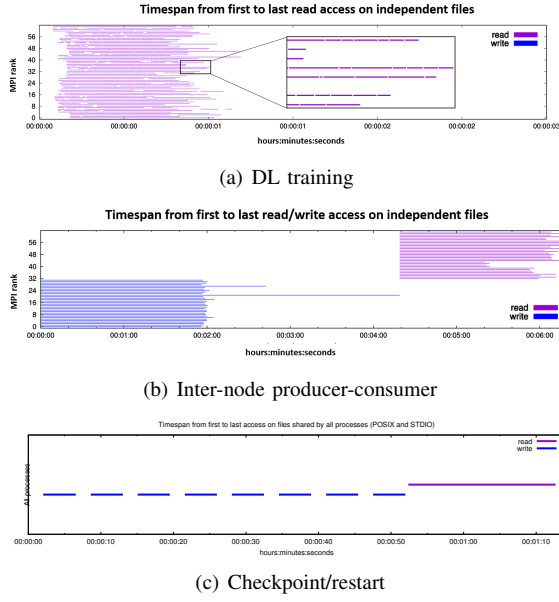 Timespan from first to last read access on independent files
read
write
MPI rank
56
48
40
32
24
16
8
0
00:00:00 00:00:00 00:00:01 00:00:01 00:00:02 00:00:02 00:00:03
hours:minutes:seconds
(a) DL training
Timespan from first to last read/write access on independent files
MPI rank
56
48
40
32
24
16
8
0
read
write
00:00:00 00:01:00 00:02:00 00:03:00 00:04:00 00:05:00 00:06:00
hours:minutes:seconds
(b) Inter-node producer-consumer
Timespan from first to last access on files shared by all processes (POSIX and STDIO)
read
write
All processes
00:00:00 00:00:10 00:00:20 00:00:30 00:00:40 00:00:50 00:01:00 00:01:10
hours:minutes:seconds
(c) Checkpoint/restart